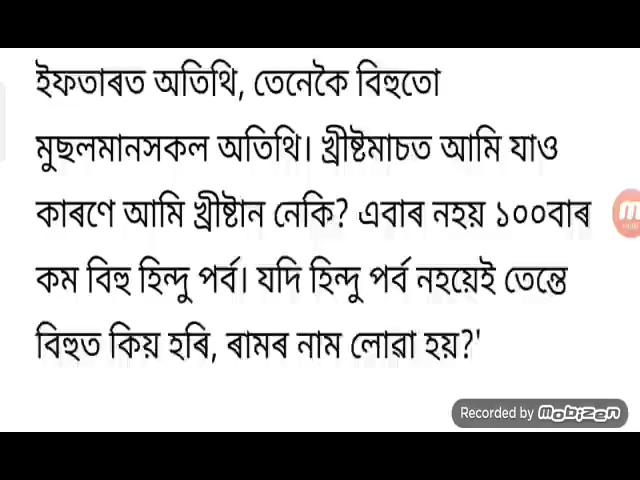 ইফতাৰত অতিথি, তেনেকৈ বিহুতো
মুছলমানসকল অতিথি। খ্ৰীষ্টমাচত আমি যাও
কাৰণে আমি খ্ৰীষ্টান নেকি? এবাৰ নহয় ১০০বাৰ
কম বিহু হিন্দু পৰ্ব। যদি হিন্দু পৰ্ব নহয়েই তেন্তে
বিহুত কিয় হৰি, ৰামৰ নাম লোৱা হয়?'
Recorded by Mobizen